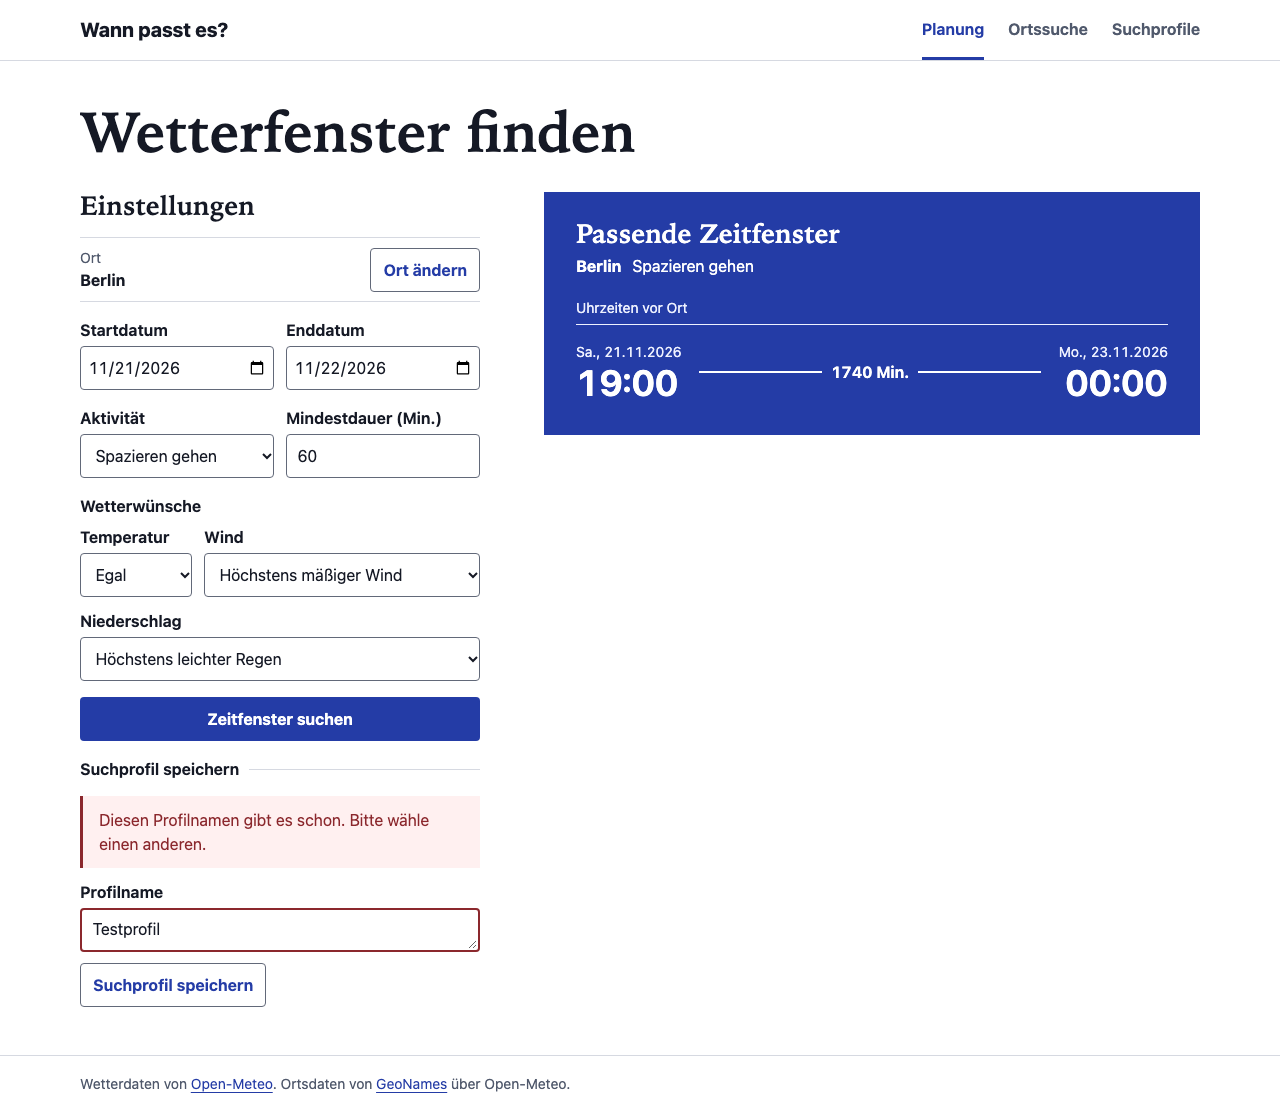 Wann passt es?
Planung
Ortssuche
Suchprofile
Wetterfenster finden
Einstellungen
Ort
Berlin
Ort ändern
Startdatum
Enddatum
11/21/2026
11/22/2026
Aktivität
Mindestdauer (Min.)
Spazieren gehen
60
Wetterwünsche
Temperatur
Wind
Egal
Höchstens mäßiger Wind
Niederschlag
Höchstens leichter Regen
Zeitfenster suchen
Suchprofil speichern
Diesen Profilnamen gibt es schon. Bitte wähle
einen anderen.
Profilname
Testprofil
Suchprofil speichern
Passende Zeitfenster
Berlin Spazieren gehen
Uhrzeiten vor Ort
Sa., 21.11.2026
19:00
1740 Min.
Mo., 23.11.2026
00:00
Wetterdaten von Open-Meteo. Ortsdaten von GeoNames über Open-Meteo.